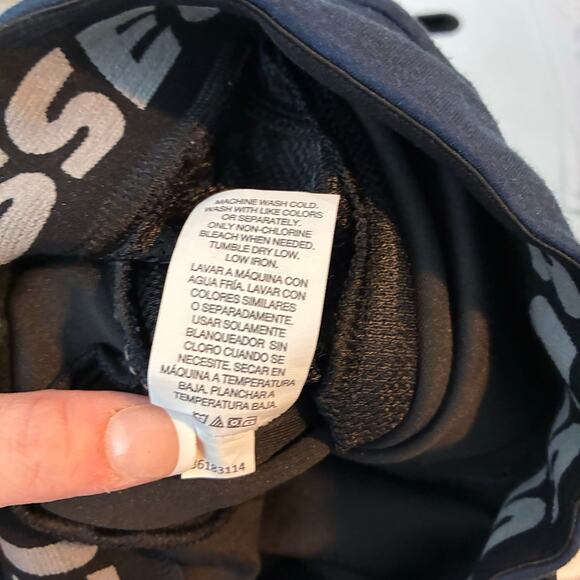 SSE
MACHINE WASH COLD.
WASH WITH LIKE COLORS
OR SEPARATELY.
ONLY NON-CHLORINE
BLEACH WHEN NEEDED.
TUMBLE DRY LOW.
LOW IRON.
LAVAR A MÁQUINA CON
AGUA FRÍA. LAVAR CON
COLORES SIMILARES
O SEPARADAMENTE.
USAR SOLAMENTE
BLANQUEADOR SIN
CLORO CUANDO SE
NECESITE. SECAR EN
MÁQUINA A TEMPERATURA
BAJA. PLANCHAR A
TEMPERATURA BAJA.